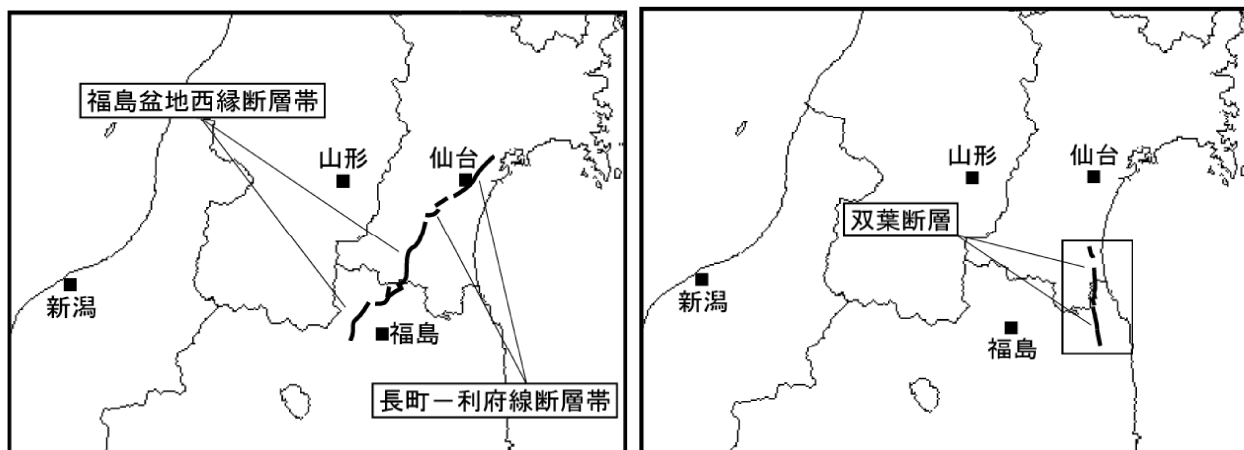 福島盆地西縁断層帯
山形
仙台
新潟
福島
長町－利府線断層帯
山形
仙台
双葉断層
新潟
福島